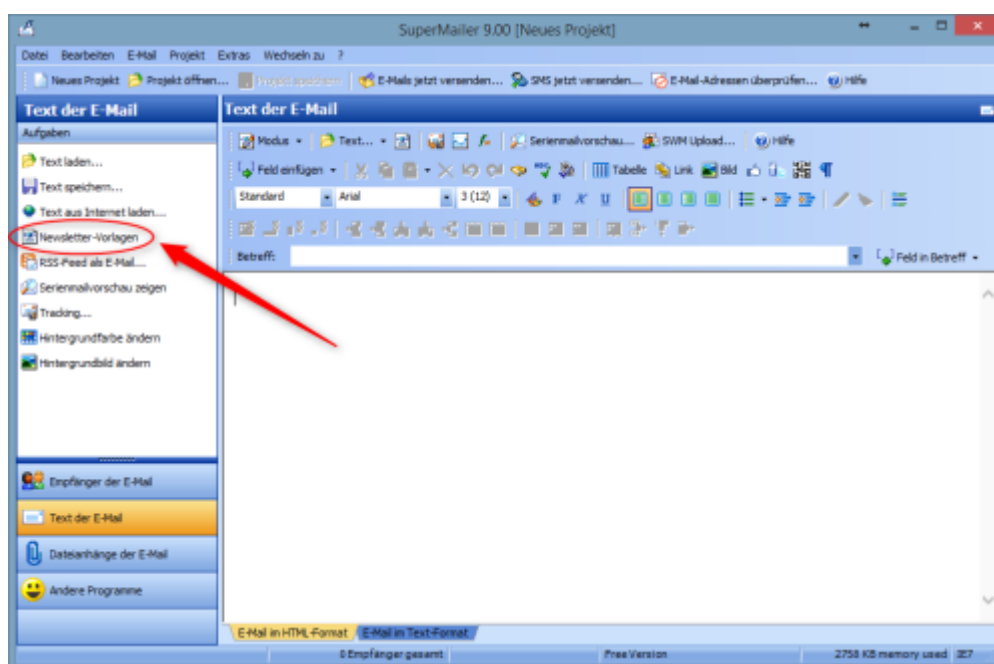 SuperMailer 9.00 [Neues Projekt]
Datei Bearbeiten E-Mail Projekt Extras Wechseln zu ?
Neues Projekt Projekt öffnen... Projekt speichern E-Mails jetzt versenden... SMS jetzt versenden... E-Mail-Adressen überprüfen... Hilfe
Text der E-Mail
Aufgaben
Text laden...
Text speichern...
Text aus Internet laden...
Newsletter-Vorlagen
RSS-Feed als E-Mail...
Serienmailvorschau zeigen
Tracking...
Hintergrundfarbe ändern
Hintergrundbild ändern
Empfänger der E-Mail
Text der E-Mail
Dateianhänge der E-Mail
Andere Programme
Text der E-Mail
Modus Text... Serienmailvorschau... SWM Upload... Hilfe
Feld einfügen Tabelle Link Bild
Standard Arial 3 (12) F K U
Betreff: Feld in Betreff
E-Mail in HTML-Format E-Mail im Text-Format
0 Empfänger gesamt Free Version 2758 KB memory used IE7